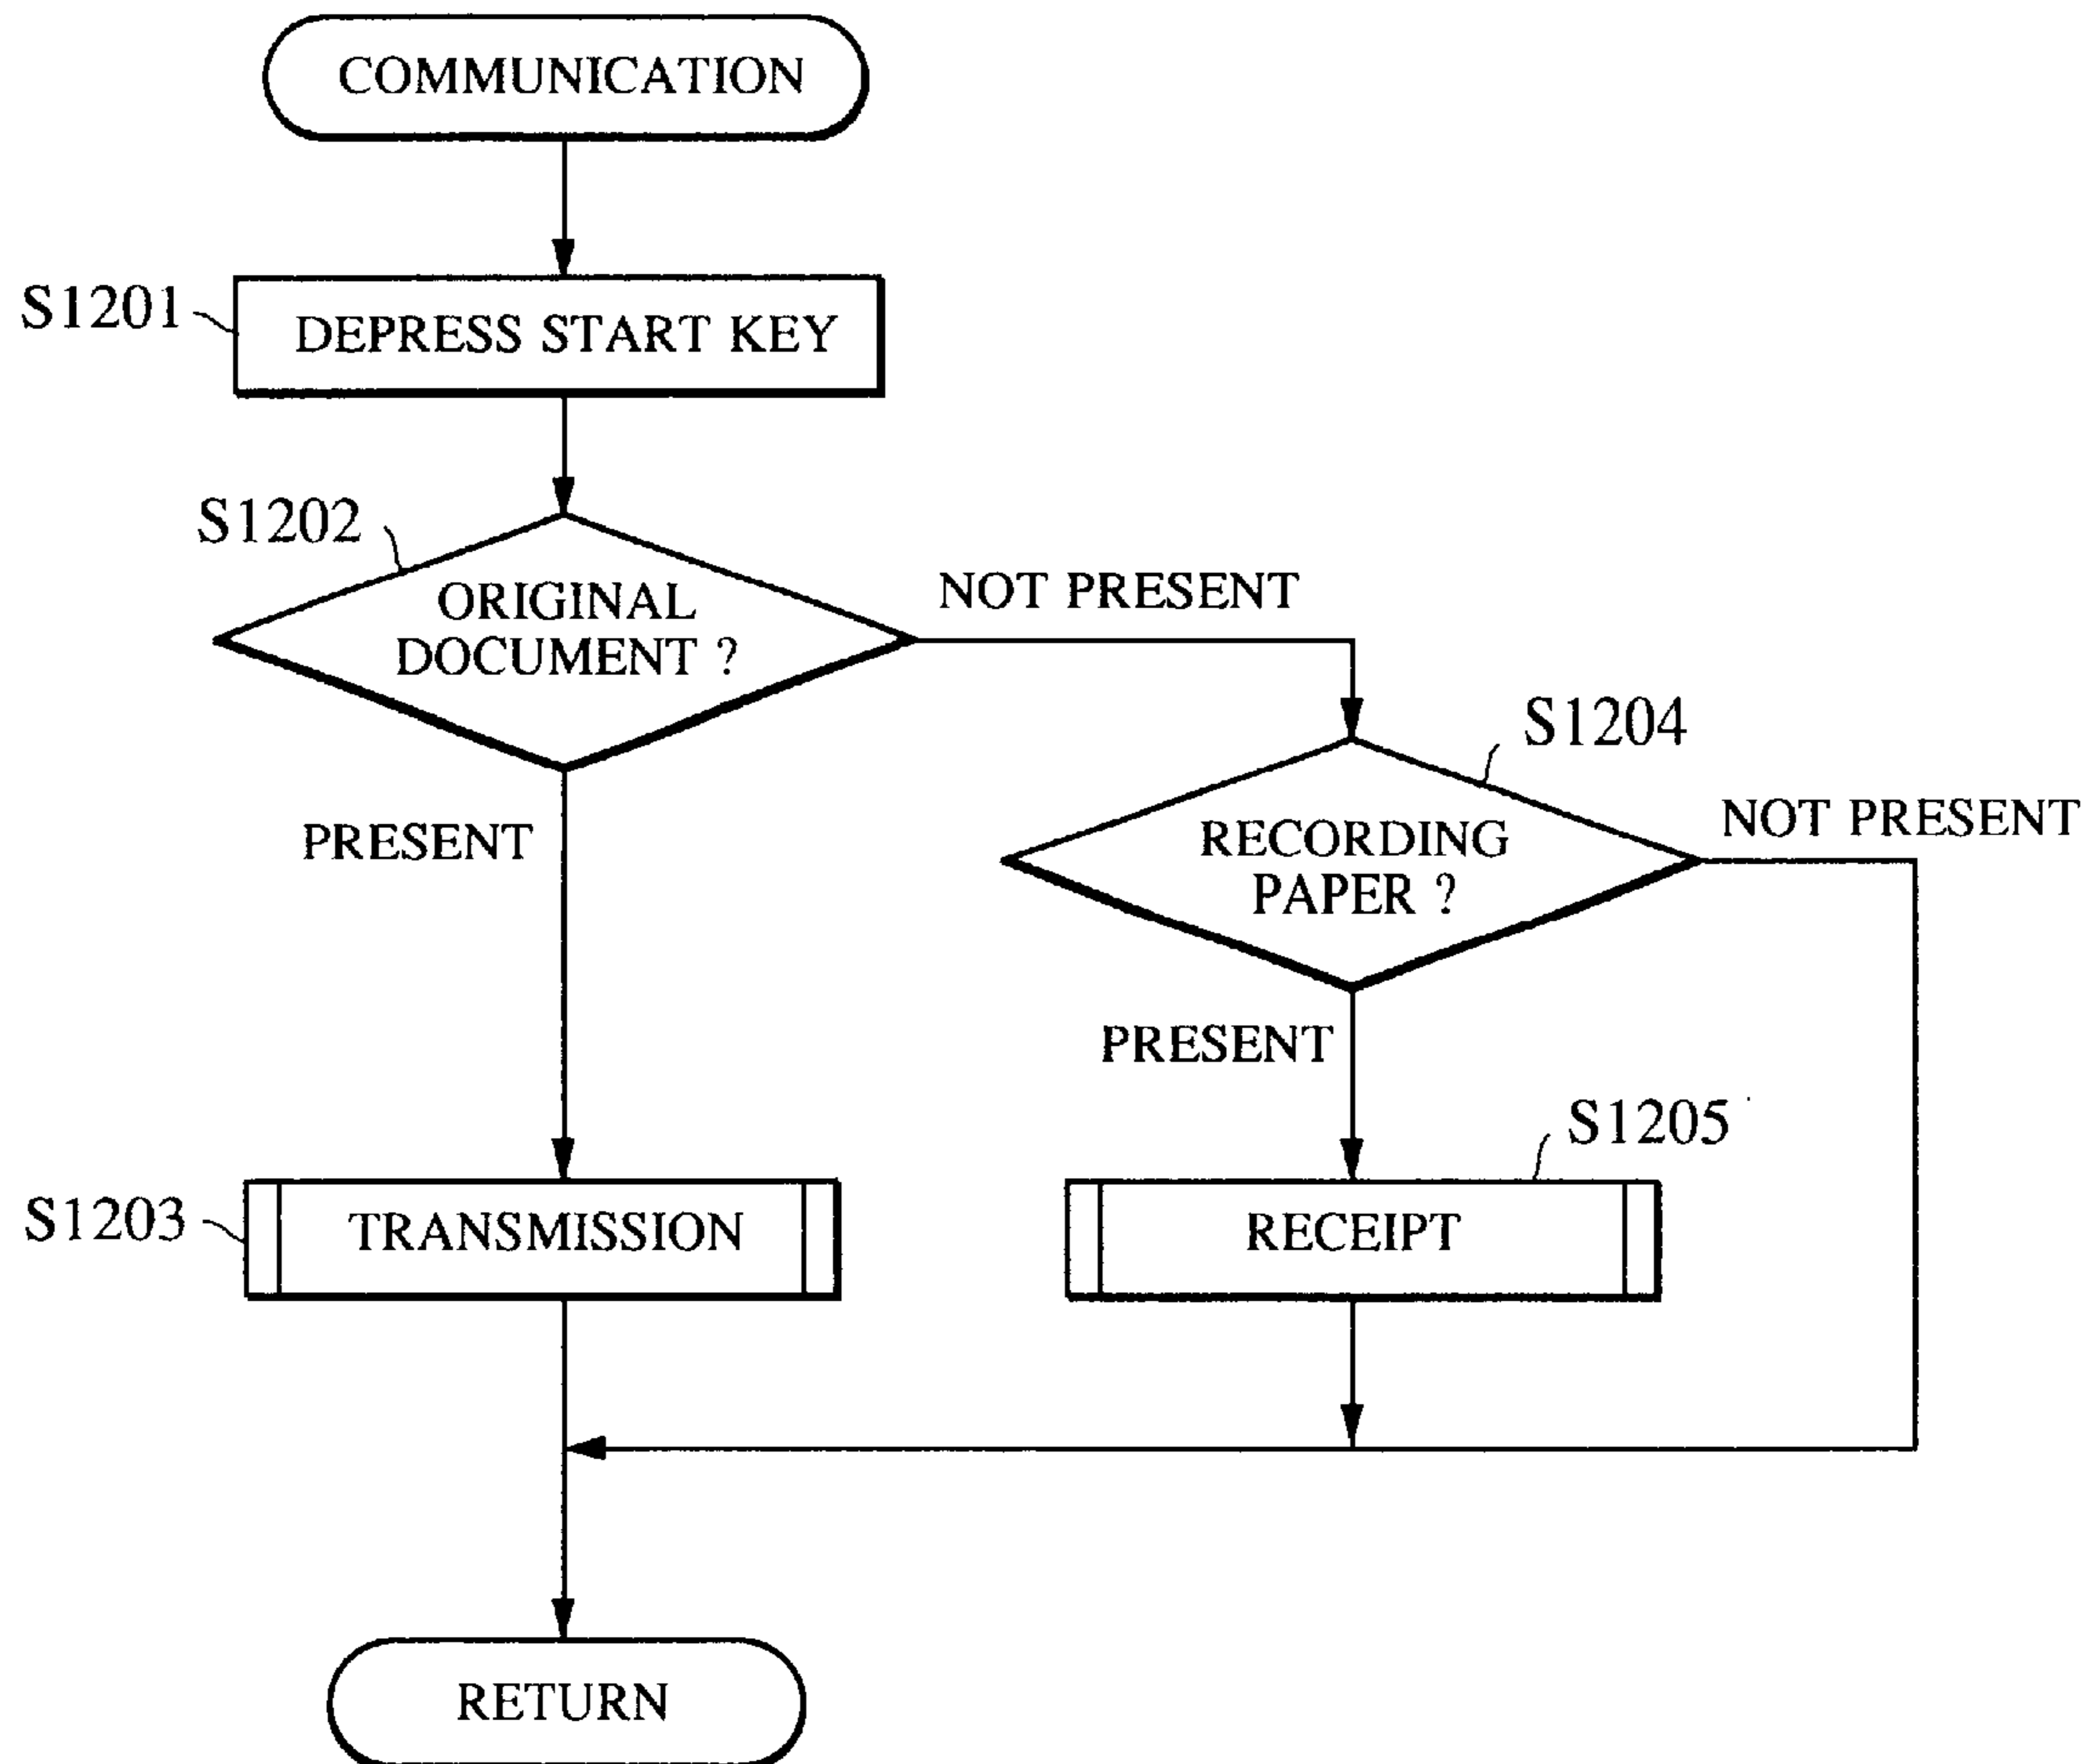 COMMUNICATION
S1201
DEPRESS START KEY
S1202
ORIGINAL
DOCUMENT ?
NOT PRESENT
PRESENT
S1204
RECORDING
PAPER ?
NOT PRESENT
PRESENT
S1203
TRANSMISSION
S1205
RECEIPT
RETURN